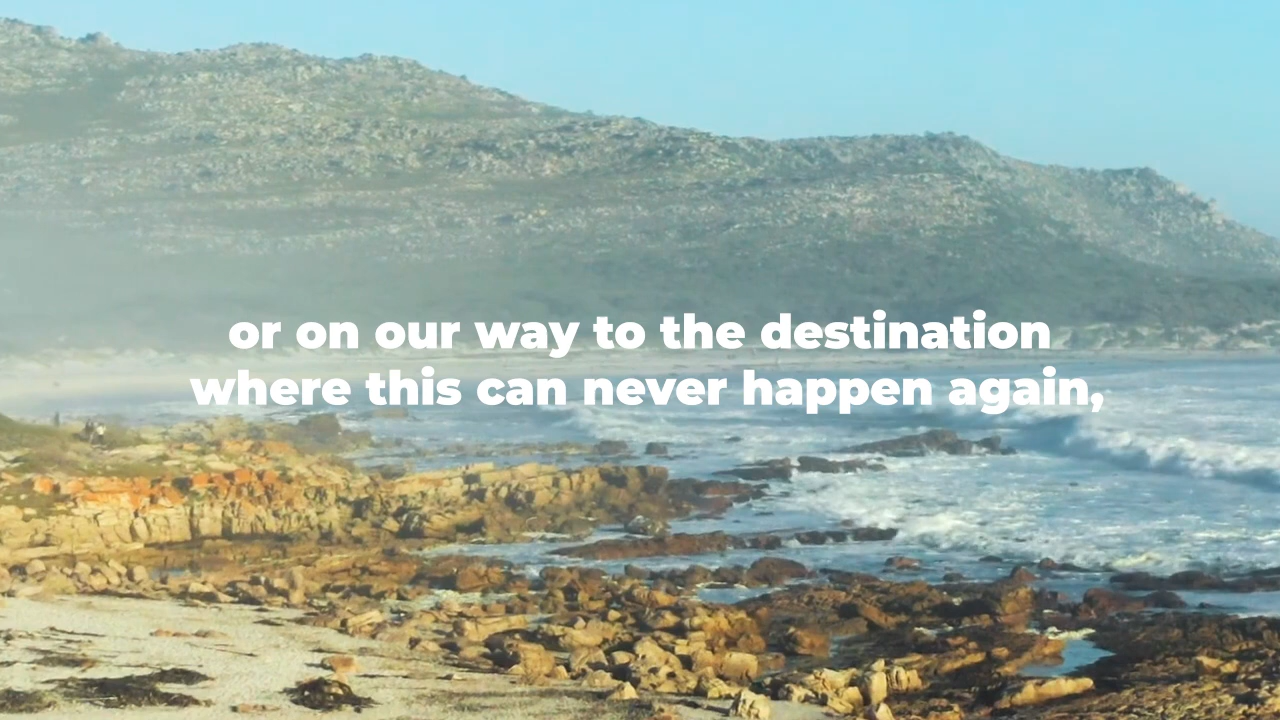 or on our way to the destination
where this can never happen again,